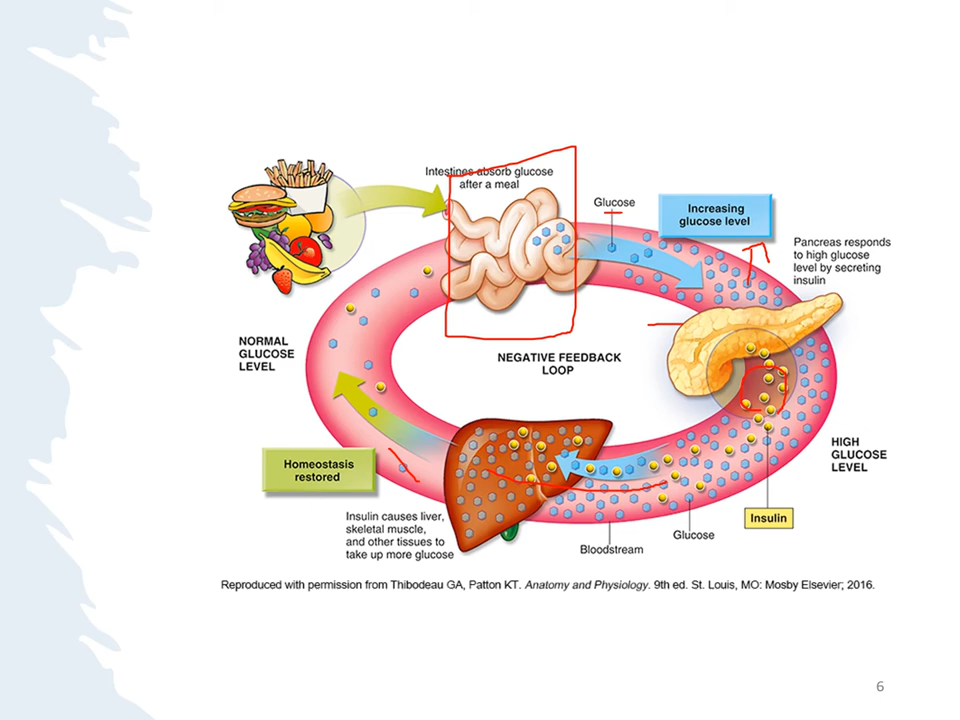 Intestines absorb glucose
after a meal
Glucose
Increasing
glucose level
Pancreas responds
to high glucose
level by secreting
insulin
NORMAL
GLUCOSE
LEVEL
NEGATIVE FEEDBACK
LOOP
HIGH
GLUCOSE
LEVEL
Homeostasis
restored
Insulin causes liver,
skeletal muscle,
and other tissues to
take up more glucose
Insulin
Glucose
Bloodstream
Reproduced with permission from Thibodeau GA, Patton KT. Anatomy and Physiology. 9th ed. St. Louis, MO: Mosby Elsevier; 2016.
6